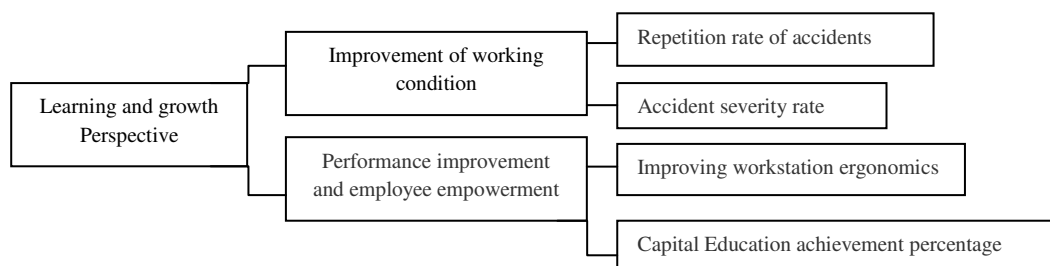 Learning and growth
Perspective
Improvement of working
condition
Repetition rate of accidents
Accident severity rate
Performance improvement
and employee empowerment
Improving workstation ergonomics
Capital Education achievement percentage